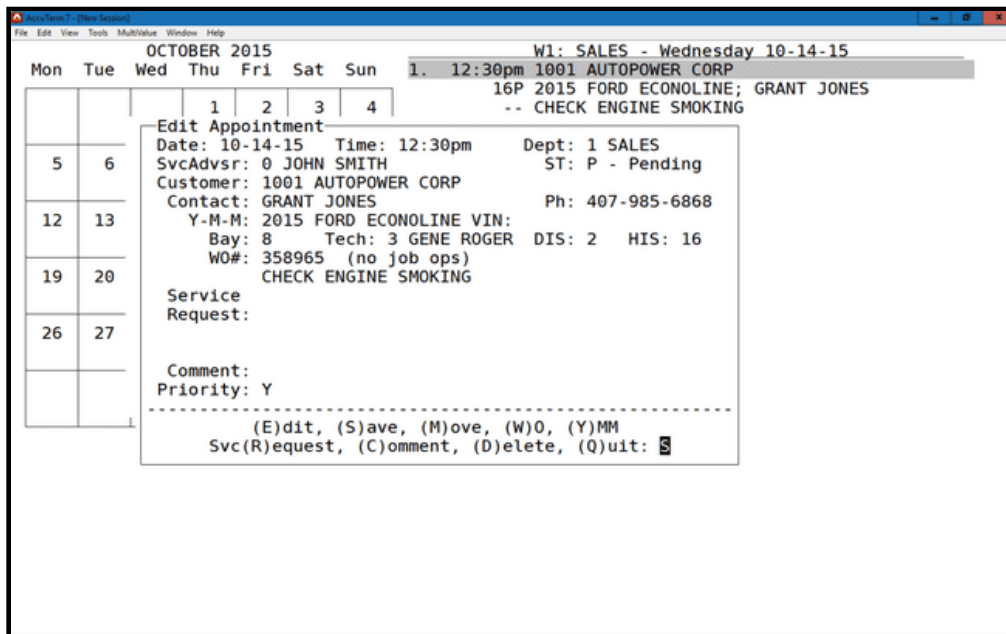 AccuTerm 7 - [New Session]
File Edit View Tools MultiValue Window Help
OCTOBER 2015
Mon Tue Wed Thu Fri Sat Sun
1 2 3 4
5 6
12 13
19 20
26 27
W1: SALES - Wednesday 10-14-15
1. 12:30pm 1001 AUTOPOWER CORP
16P 2015 FORD ECONOLINE; GRANT JONES
-- CHECK ENGINE SMOKING
Edit Appointment
Date: 10-14-15 Time: 12:30pm Dept: 1 SALES
SvcAdvsr: 0 JOHN SMITH ST: P - Pending
Customer: 1001 AUTOPOWER CORP
Contact: GRANT JONES Ph: 407-985-6868
Y-M-M: 2015 FORD ECONOLINE VIN:
Bay: 8 Tech: 3 GENE ROGER DIS: 2 HIS: 16
WO#: 358965 (no job ops)
CHECK ENGINE SMOKING
Service
Request:
Comment:
Priority: Y
(E)dit, (S)ave, (M)ove, (W)O, (Y)MM
Svc(R)equest, (C)omment, (D)elete, (Q)uit: S